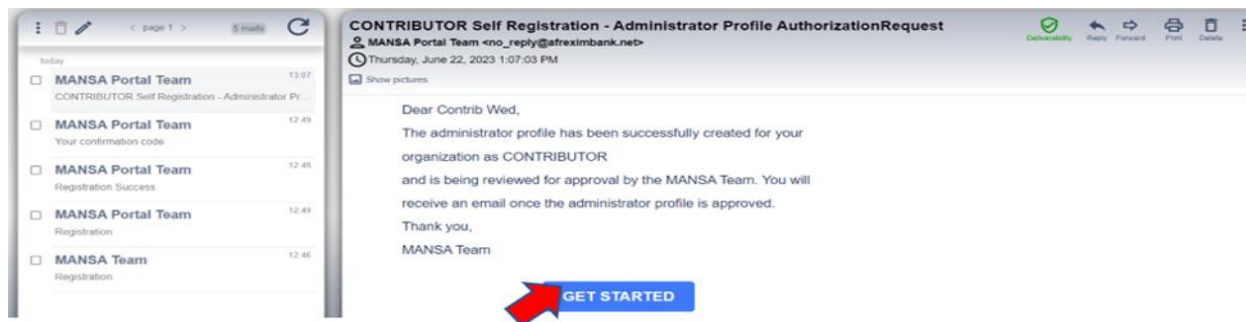 < page 1 >
5 mails
today
MANSA Portal Team
13:07
CONTRIBUTOR Self Registration - Administrator Pr...
MANSA Portal Team
12:49
Your confirmation code
MANSA Portal Team
Registration Success
MANSA Portal Team
12:49
Registration
MANSA Team
12:46
Registration
CONTRIBUTOR Self Registration - Administrator Profile AuthorizationRequest
MANSA Portal Team <no_reply@afreximbank.net>
Thursday, June 22, 2023 1:07:03 PM
Show pictures
Deliverability
Reply
Forward
Print
Delete
Dear Contrib Wed,
The administrator profile has been successfully created for your
organization as CONTRIBUTOR
and is being reviewed for approval by the MANSA Team. You will
receive an email once the administrator profile is approved.
Thank you,
MANSA Team
GET STARTED